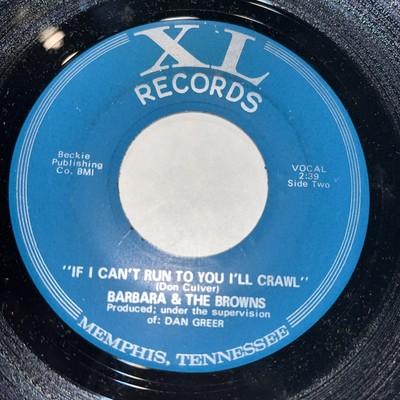 XL
RECORDS
Beckie
Publishing
Co. BMI
VOCAL
2:39
Side Two
"IF I CAN'T RUN TO YOU I'LL CRAWL"
(Don Culver)
BARBARA & THE BROWNS
Produced; under the supervision
of: DAN GREER
MEMPHIS, TENNESSEE